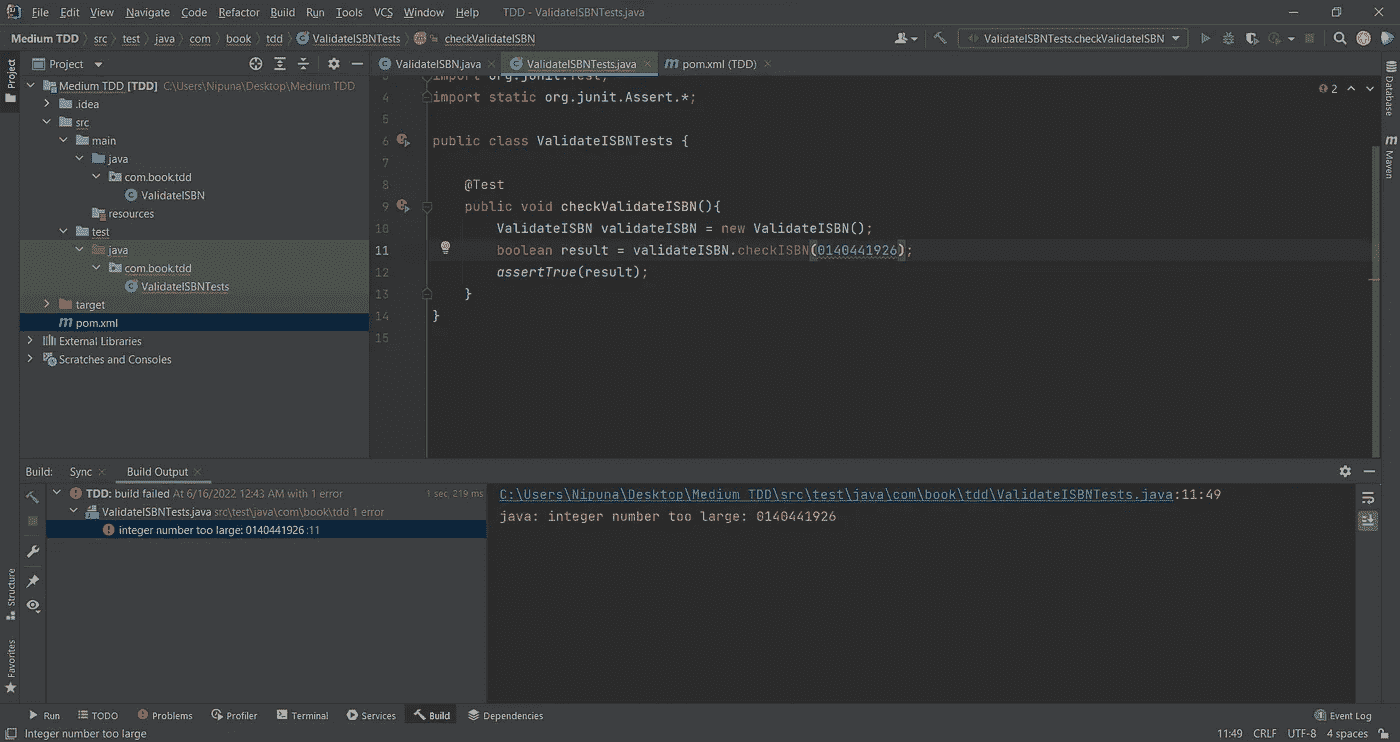 File Edit View Navigate Code Refactor Build Run Tools VCS Window Help TDD - ValidateISBNTests.java
Medium TDD src test java com book tdd ValidateISBNTests checkValidateISBN ValidateISBNTests.checkValidateISBN
Project ValidateISBN.java ValidateISBNTests.java pom.xml (TDD)
Project
Medium TDD [TDD] C:\Users\Nipuna\Desktop\Medium TDD
.idea
src
main
java
com.book.tdd
ValidateISBN
resources
test
java
com.book.tdd
ValidateISBNTests
target
pom.xml
External Libraries
Scratches and Consoles
3 import org.junit.Test;
4 import static org.junit.Assert.*;
5
6 public class ValidateISBNTests {
7
8 @Test
9 public void checkValidateISBN(){
10 ValidateISBN validateISBN = new ValidateISBN();
11 boolean result = validateISBN.checkISBN(0140441926);
12 assertTrue(result);
13 }
14 }
15
2
Database
m Maven
Build: Sync Build Output
TDD: build failed At 6/16/2022 12:43 AM with 1 error 1 sec, 219 ms
ValidateISBNTests.java src\test\java\com\book\tdd 1 error
integer number too large: 0140441926 :11
C:\Users\Nipuna\Desktop\Medium TDD\src\test\java\com\book\tdd\ValidateISBNTests.java:11:49
java: integer number too large: 0140441926
Structure
Favorites
Run TODO Problems Profiler Terminal Services Build Dependencies Event Log
Integer number too large 11:49 CRLF UTF-8 4 spaces